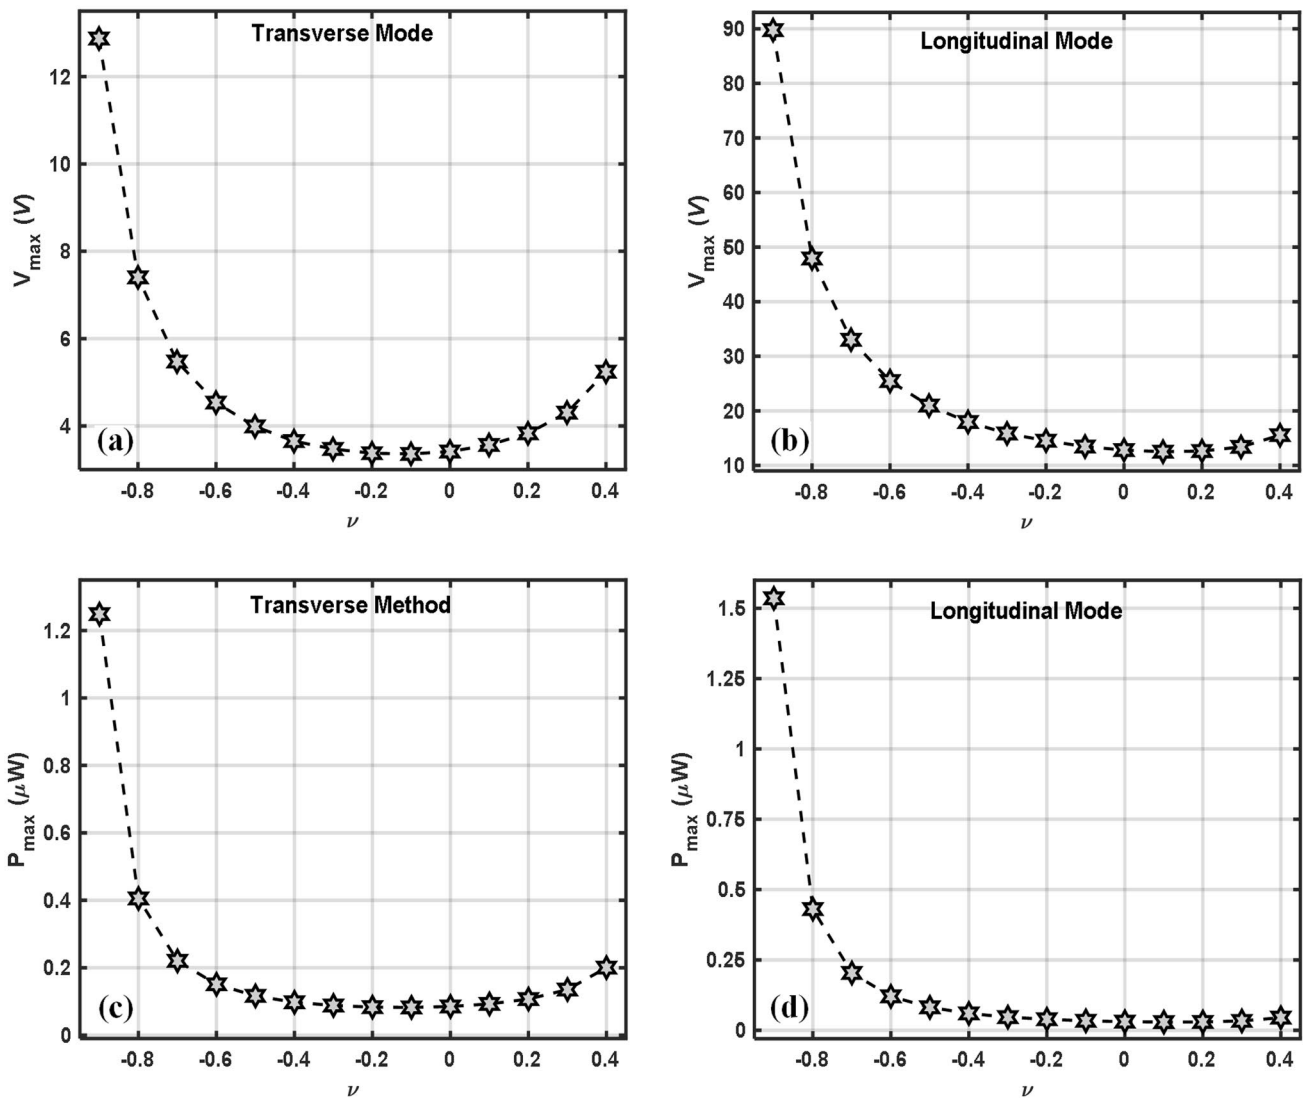 Transverse Mode
12
10
8
6
4
V_max (V)
(a)
-0.8 -0.6 -0.4 -0.2 0 0.2 0.4
ν
Longitudinal Mode
90
80
70
60
50
40
30
20
10
V_max (V)
(b)
-0.8 -0.6 -0.4 -0.2 0 0.2 0.4
ν
Transverse Method
1.2
1
0.8
0.6
0.4
0.2
0
P_max (μW)
(c)
-0.8 -0.6 -0.4 -0.2 0 0.2 0.4
ν
Longitudinal Mode
1.5
1.25
1
0.75
0.5
0.25
0
P_max (μW)
(d)
-0.8 -0.6 -0.4 -0.2 0 0.2 0.4
ν